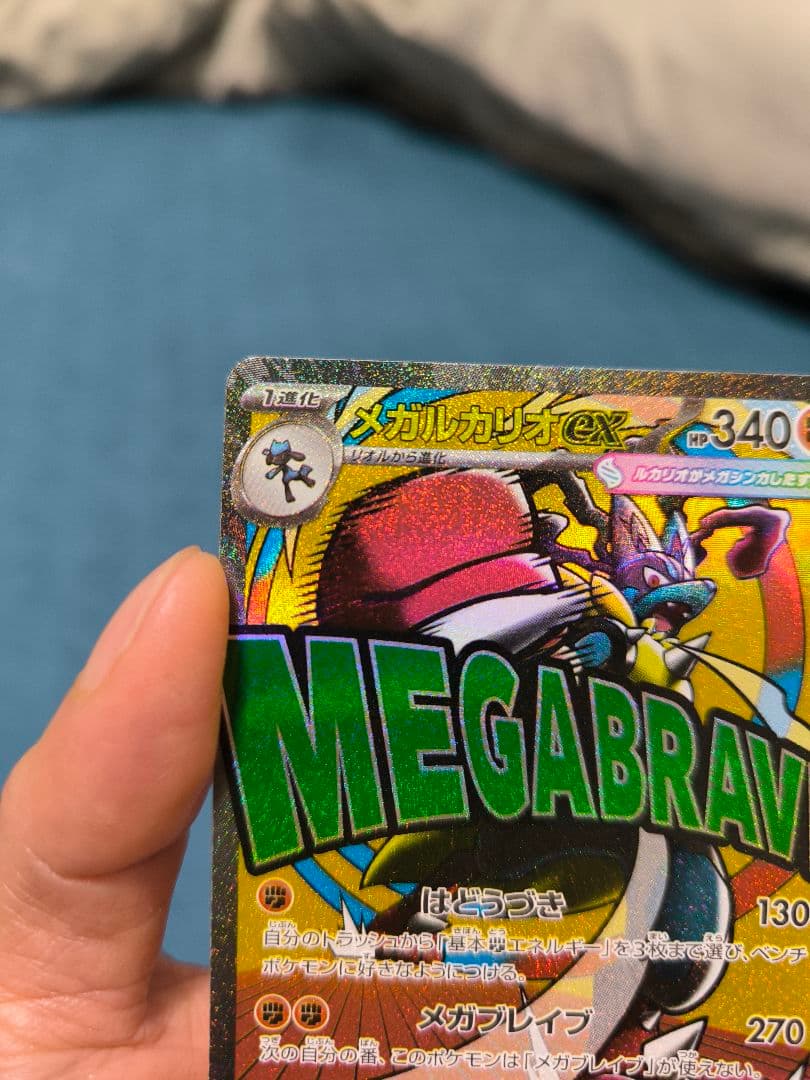 1進化
メガルカリオex
HP340
リオルから進化
ルカリオがメガシンカしたす
MEGABRAV
はどうづき 130
自分のトラッシュから「基本闘エネルギー」を3枚まで選び、ベンチ
ポケモンに好きなようにつける。
メガブレイブ 270
次の自分の番、このポケモンは「メガブレイブ」が使えない。